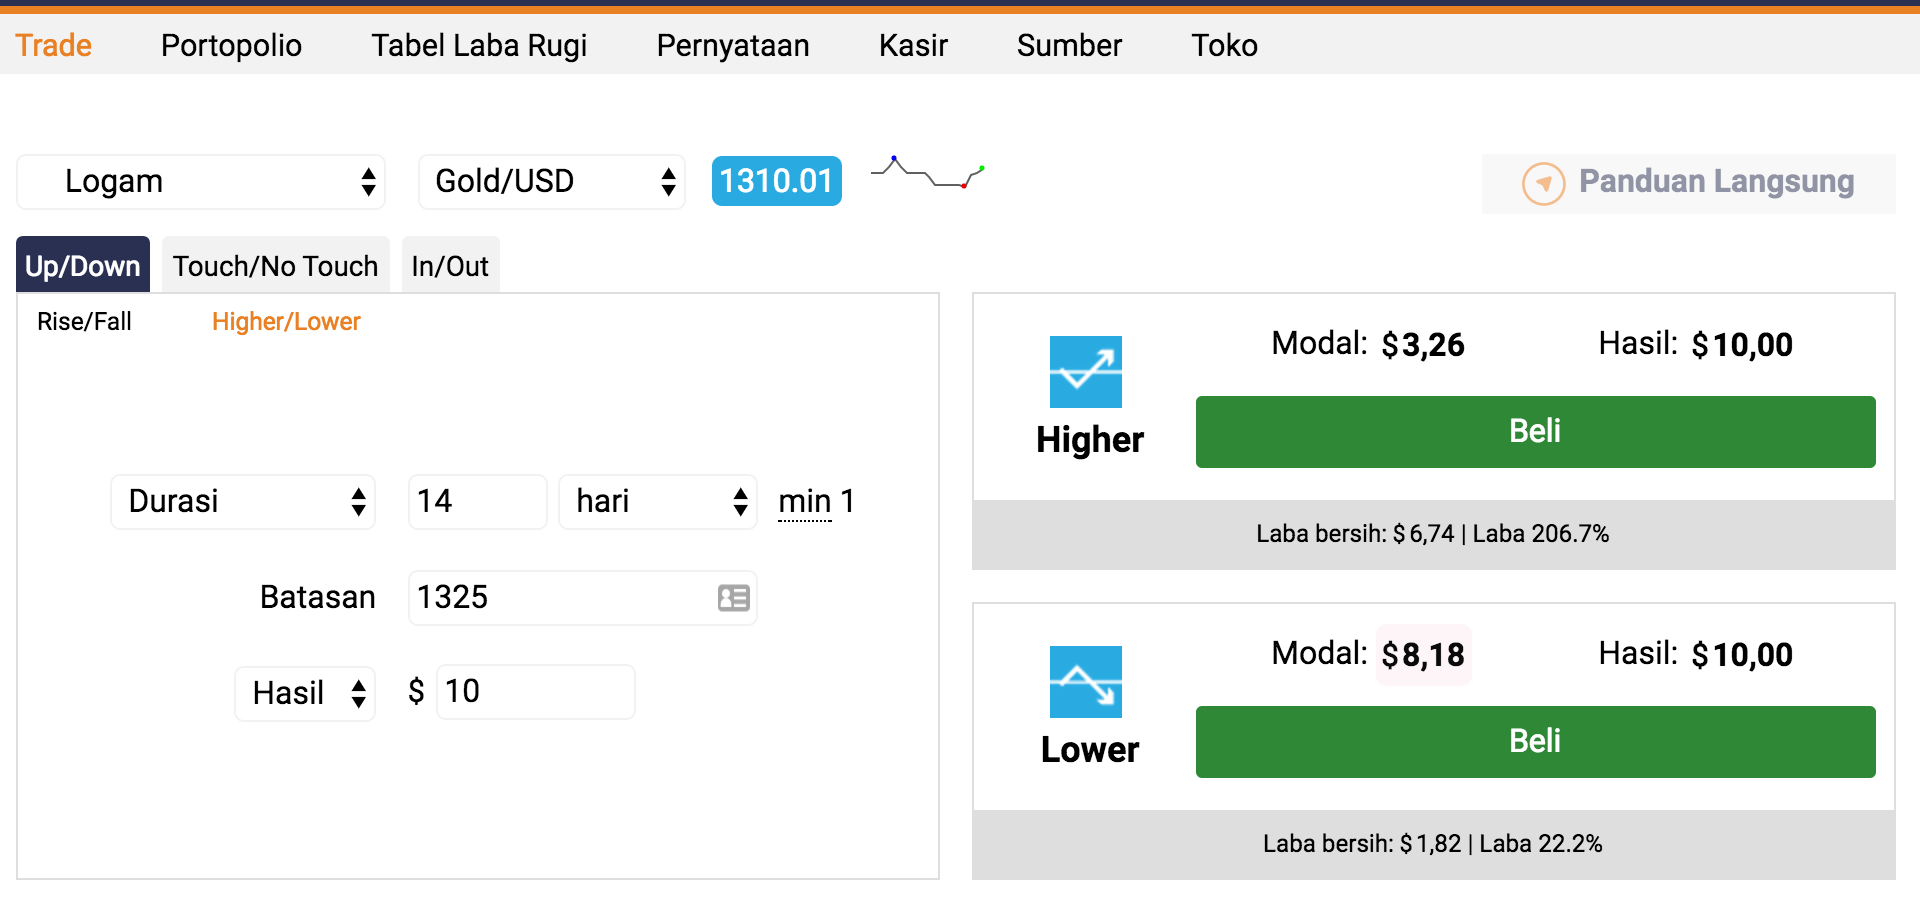 Trade Portopolio Tabel Laba Rugi Pernyataan Kasir Sumber Toko
Logam Gold/USD 1310.01 Panduan Langsung
Up/Down Touch/No Touch In/Out
Rise/Fall Higher/Lower
Durasi 14 hari min 1
Batasan 1325
Hasil $ 10
Modal: $3,26 Hasil: $10,00
Higher
Beli
Laba bersih: $6,74 | Laba 206.7%
Modal: $8,18 Hasil: $10,00
Lower
Beli
Laba bersih: $1,82 | Laba 22.2%